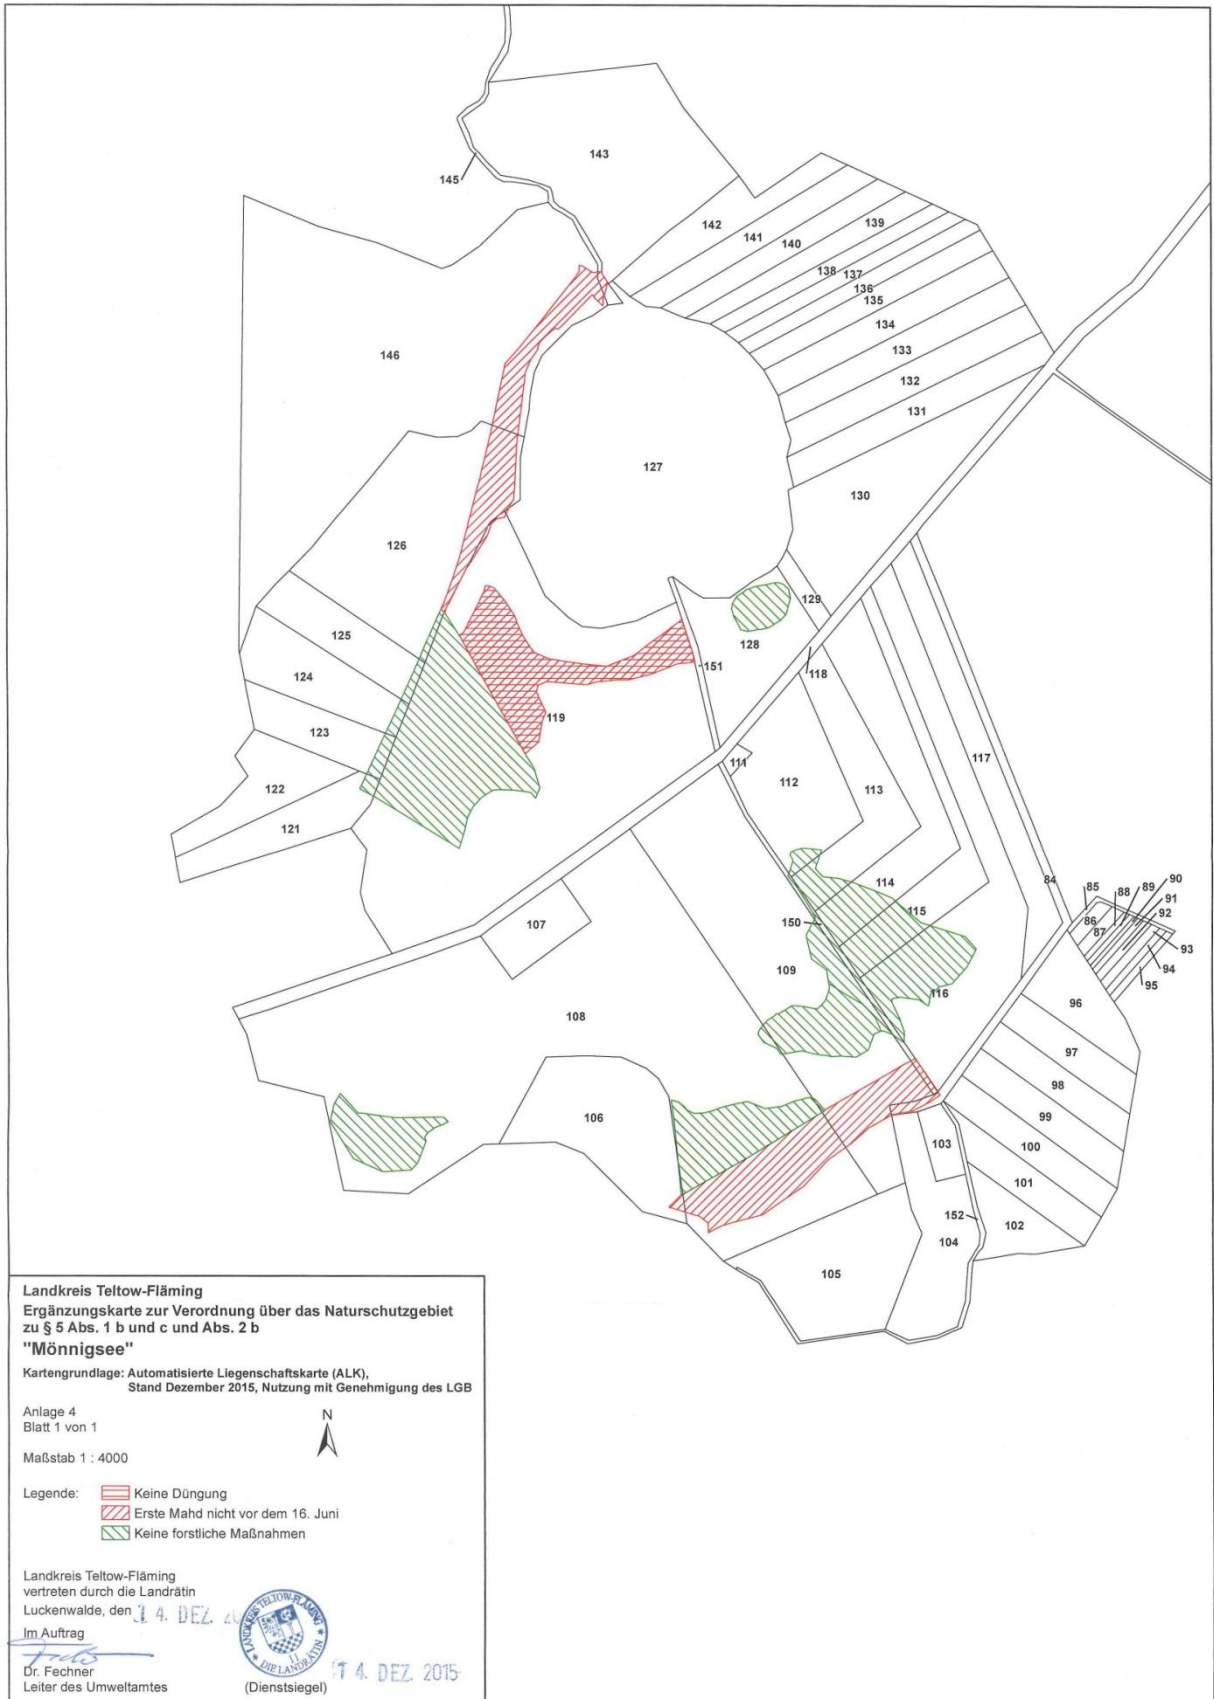 143
145
142
141
140
139
138
137
136
135
134
133
132
131
146
127
130
126
129
125
128
118
151
124
119
123
117
111
112
113
122
121
84
85
88
89
90
91
92
86
87
93
94
95
114
115
107
150
109
116
96
108
97
98
99
106
103
100
101
152
102
104
105
Landkreis Teltow-Fläming
Ergänzungskarte zur Verordnung über das Naturschutzgebiet
zu § 5 Abs. 1 b und c und Abs. 2 b
"Mönnigsee"
Kartengrundlage: Automatisierte Liegenschaftskarte (ALK),
Stand Dezember 2015, Nutzung mit Genehmigung des LGB
Anlage 4
Blatt 1 von 1
N
Maßstab 1 : 4000
Legende:
Keine Düngung
Erste Mahd nicht vor dem 16. Juni
Keine forstliche Maßnahmen
Landkreis Teltow-Fläming
vertreten durch die Landrätin
Luckenwalde, den 4. DEZ.
Im Auftrag
Dr. Fechner
Leiter des Umweltamtes
LANDKREIS TELTOW-FLÄMING
11
* DIE LANDRÄTIN *
(Dienstsiegel)
4. DEZ. 2015